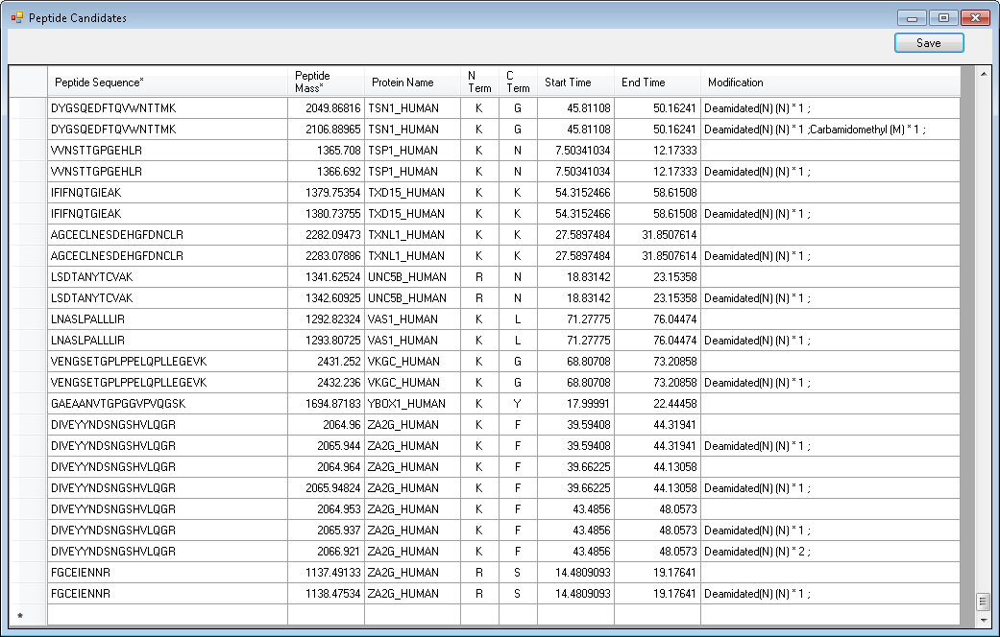 Peptide Candidates
Save
Peptide Sequence* Peptide Mass* Protein Name N Term C Term Start Time End Time Modification
DYGSQEDFTQVWNTTMK 2049.86816 TSN1_HUMAN K G 45.81108 50.16241 Deamidated(N) (N) * 1 ;
DYGSQEDFTQVWNTTMK 2106.88965 TSN1_HUMAN K G 45.81108 50.16241 Deamidated(N) (N) * 1 ;Carbamidomethyl (M) * 1 ;
VVNSTTGPGEHLR 1365.708 TSP1_HUMAN K N 7.50341034 12.17333
VVNSTTGPGEHLR 1366.692 TSP1_HUMAN K N 7.50341034 12.17333 Deamidated(N) (N) * 1 ;
IFIFNQTGIEAK 1379.75354 TXD15_HUMAN K K 54.3152466 58.61508
IFIFNQTGIEAK 1380.73755 TXD15_HUMAN K K 54.3152466 58.61508 Deamidated(N) (N) * 1 ;
AGCECLNESDEHGFDNCLR 2282.09473 TXNL1_HUMAN K K 27.5897484 31.8507614
AGCECLNESDEHGFDNCLR 2283.07886 TXNL1_HUMAN K K 27.5897484 31.8507614 Deamidated(N) (N) * 1 ;
LSDTANYTCVAK 1341.62524 UNC5B_HUMAN R N 18.83142 23.15358
LSDTANYTCVAK 1342.60925 UNC5B_HUMAN R N 18.83142 23.15358 Deamidated(N) (N) * 1 ;
LNASLPALLLIR 1292.82324 VAS1_HUMAN K L 71.27775 76.04474
LNASLPALLLIR 1293.80725 VAS1_HUMAN K L 71.27775 76.04474 Deamidated(N) (N) * 1 ;
VENGSETGPLPPELQPLLEGEVK 2431.252 VKGC_HUMAN K G 68.80708 73.20858
VENGSETGPLPPELQPLLEGEVK 2432.236 VKGC_HUMAN K G 68.80708 73.20858 Deamidated(N) (N) * 1 ;
GAEAANVTGPGGVPVQGSK 1694.87183 YBOX1_HUMAN K Y 17.99991 22.44458
DIVEYYNDSNGSHVLQGR 2064.96 ZA2G_HUMAN K F 39.59408 44.31941
DIVEYYNDSNGSHVLQGR 2065.944 ZA2G_HUMAN K F 39.59408 44.31941 Deamidated(N) (N) * 1 ;
DIVEYYNDSNGSHVLQGR 2064.964 ZA2G_HUMAN K F 39.66225 44.13058
DIVEYYNDSNGSHVLQGR 2065.94824 ZA2G_HUMAN K F 39.66225 44.13058 Deamidated(N) (N) * 1 ;
DIVEYYNDSNGSHVLQGR 2064.953 ZA2G_HUMAN K F 43.4856 48.0573
DIVEYYNDSNGSHVLQGR 2065.937 ZA2G_HUMAN K F 43.4856 48.0573 Deamidated(N) (N) * 1 ;
DIVEYYNDSNGSHVLQGR 2066.921 ZA2G_HUMAN K F 43.4856 48.0573 Deamidated(N) (N) * 2 ;
FGCEIENNR 1137.49133 ZA2G_HUMAN R S 14.4809093 19.17641
FGCEIENNR 1138.47534 ZA2G_HUMAN R S 14.4809093 19.17641 Deamidated(N) (N) * 1 ;
*